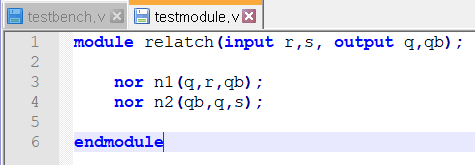 testbench.v testmodule.v
1 module relatch(input r,s, output q,qb);
2
3 nor n1(q,r,qb);
4 nor n2(qb,q,s);
5
6 endmodule